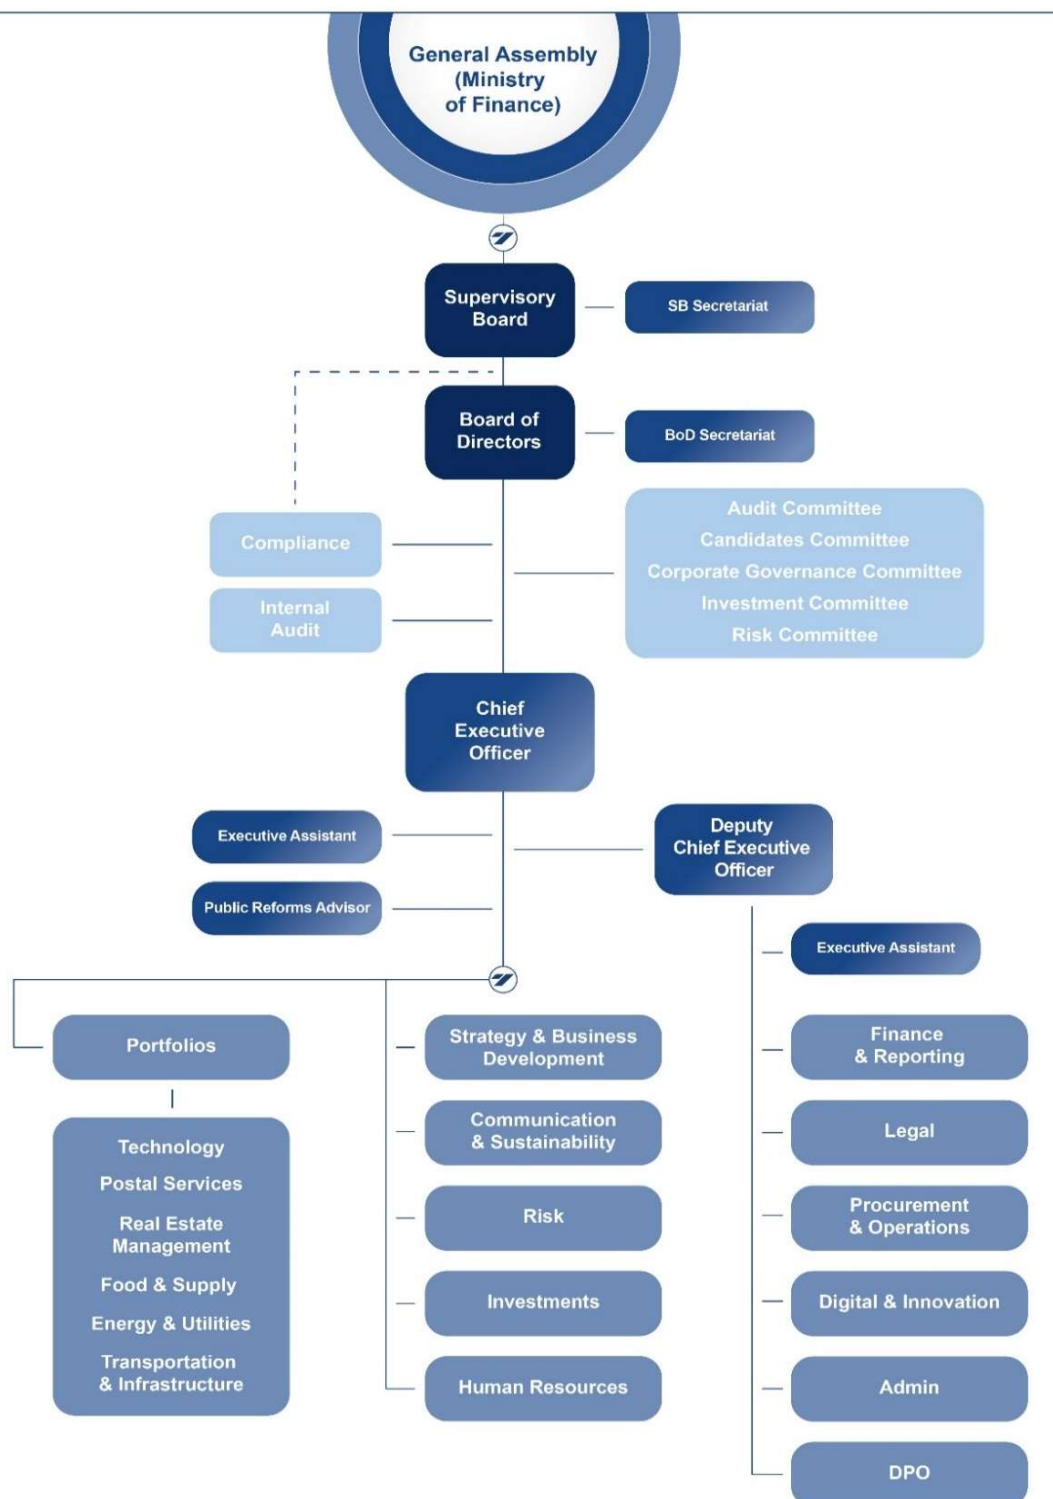 General Assembly
(Ministry
of Finance)
Supervisory
Board
SB Secretariat
Board of
Directors
BoD Secretariat
Compliance
Internal
Audit
Audit Committee
Candidates Committee
Corporate Governance Committee
Investment Committee
Risk Committee
Chief
Executive
Officer
Executive Assistant
Public Reforms Advisor
Deputy
Chief Executive
Officer
Portfolios
Technology
Postal Services
Real Estate
Management
Food & Supply
Energy & Utilities
Transportation
& Infrastructure
Strategy & Business
Development
Communication
& Sustainability
Risk
Investments
Human Resources
Executive Assistant
Finance
& Reporting
Legal
Procurement
& Operations
Digital & Innovation
Admin
DPO